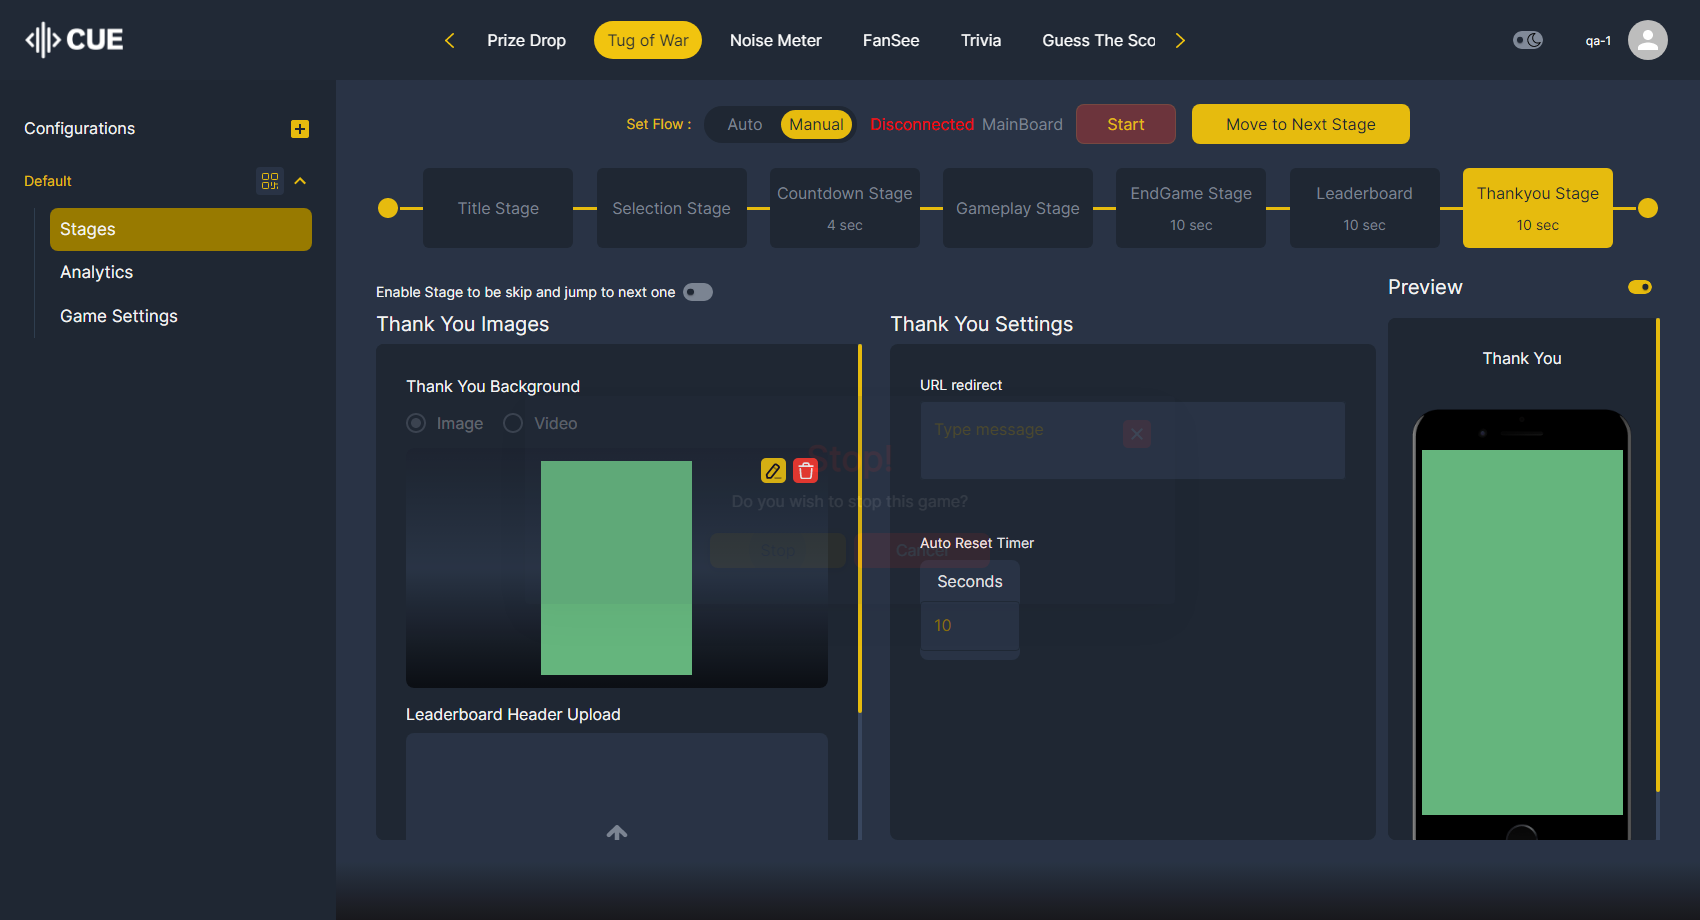 CUE
Prize Drop
Tug of War
Noise Meter
FanSee
Trivia
Guess The Sco
qa-1
Configurations
Default
Stages
Analytics
Game Settings
Set Flow :
Auto
Manual
Disconnected
MainBoard
Start
Move to Next Stage
Title Stage
Selection Stage
Countdown Stage
4 sec
Gameplay Stage
EndGame Stage
10 sec
Leaderboard
10 sec
Thankyou Stage
10 sec
Enable Stage to be skip and jump to next one
Thank You Images
Thank You Background
Image
Video
Leaderboard Header Upload
Stop!
Do you wish to stop this game?
Stop
Cancel
Thank You Settings
URL redirect
Type message
Auto Reset Timer
Seconds
10
Preview
Thank You